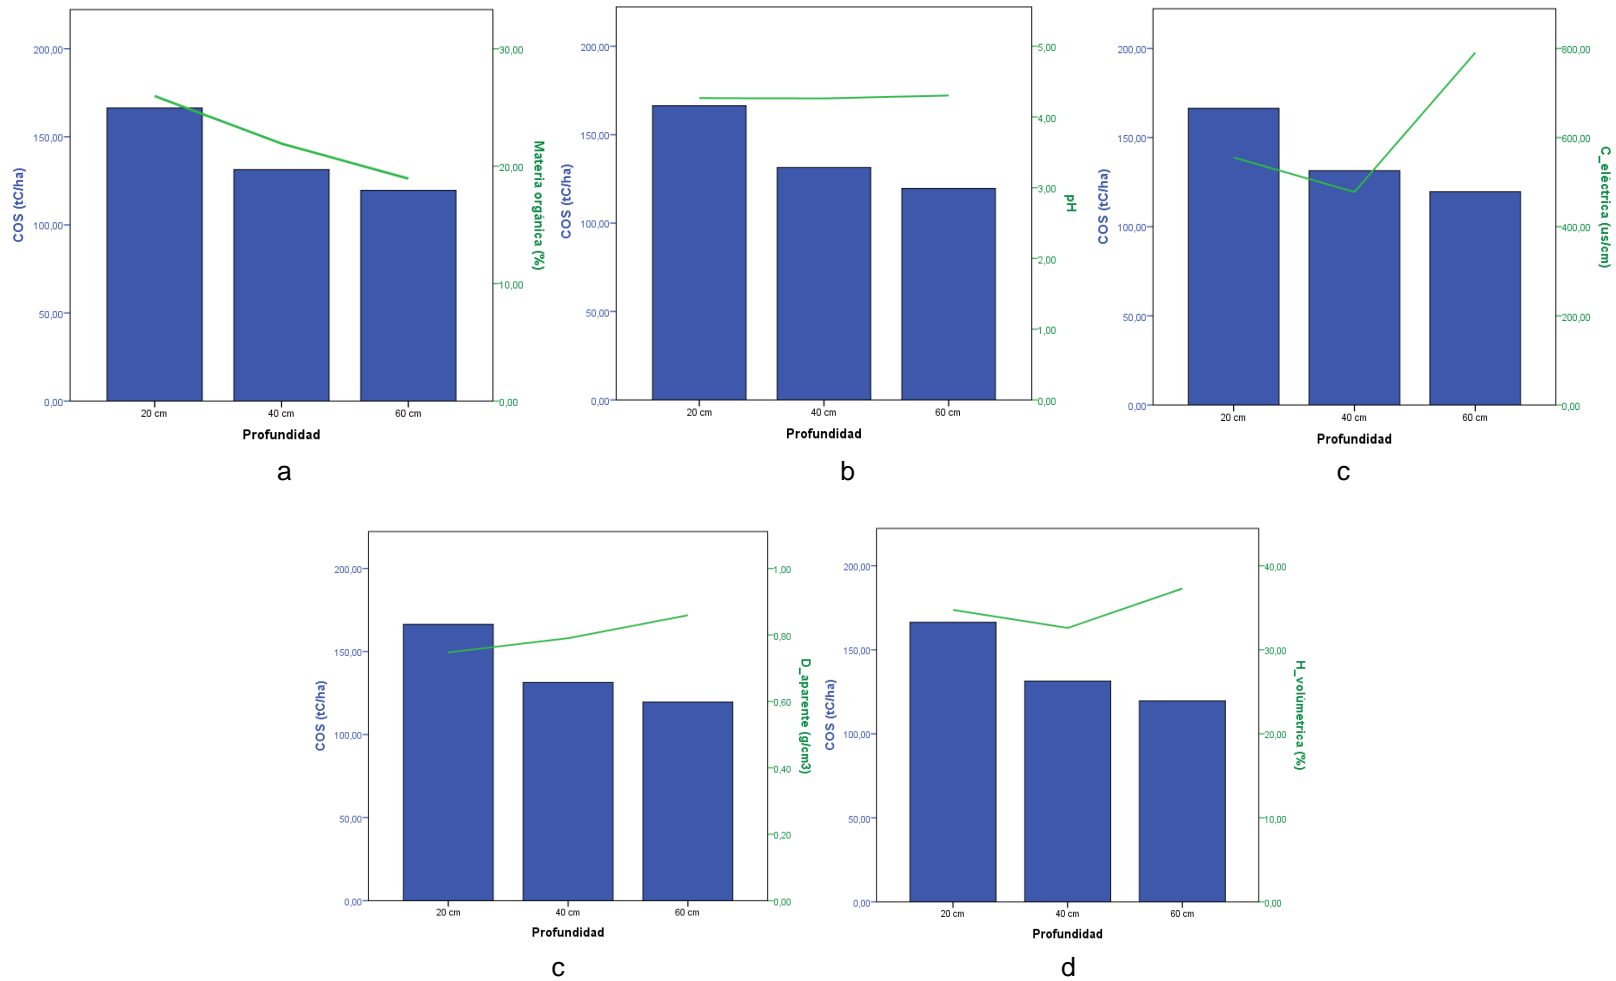 200,00
150,00
100,00
50,00
0,00
COS (tC/ha)
30,00
20,00
10,00
0,00
Materia orgánica (%)
20 cm
40 cm
60 cm
Profundidad
a
200,00
150,00
100,00
50,00
0,00
COS (tC/ha)
5,00
4,00
3,00
2,00
1,00
0,00
pH
20 cm
40 cm
60 cm
Profundidad
b
200,00
150,00
100,00
50,00
0,00
COS (tC/ha)
800,00
600,00
400,00
200,00
0,00
C_eléctrica (us/cm)
20 cm
40 cm
60 cm
Profundidad
c
200,00
150,00
100,00
50,00
0,00
COS (tC/ha)
1,00
0,80
0,60
0,40
0,20
0,00
D_aparente (g/cm3)
20 cm
40 cm
60 cm
Profundidad
c
200,00
150,00
100,00
50,00
0,00
COS (tC/ha)
40,00
30,00
20,00
10,00
0,00
H_volúmetrica (%)
20 cm
40 cm
60 cm
Profundidad
d